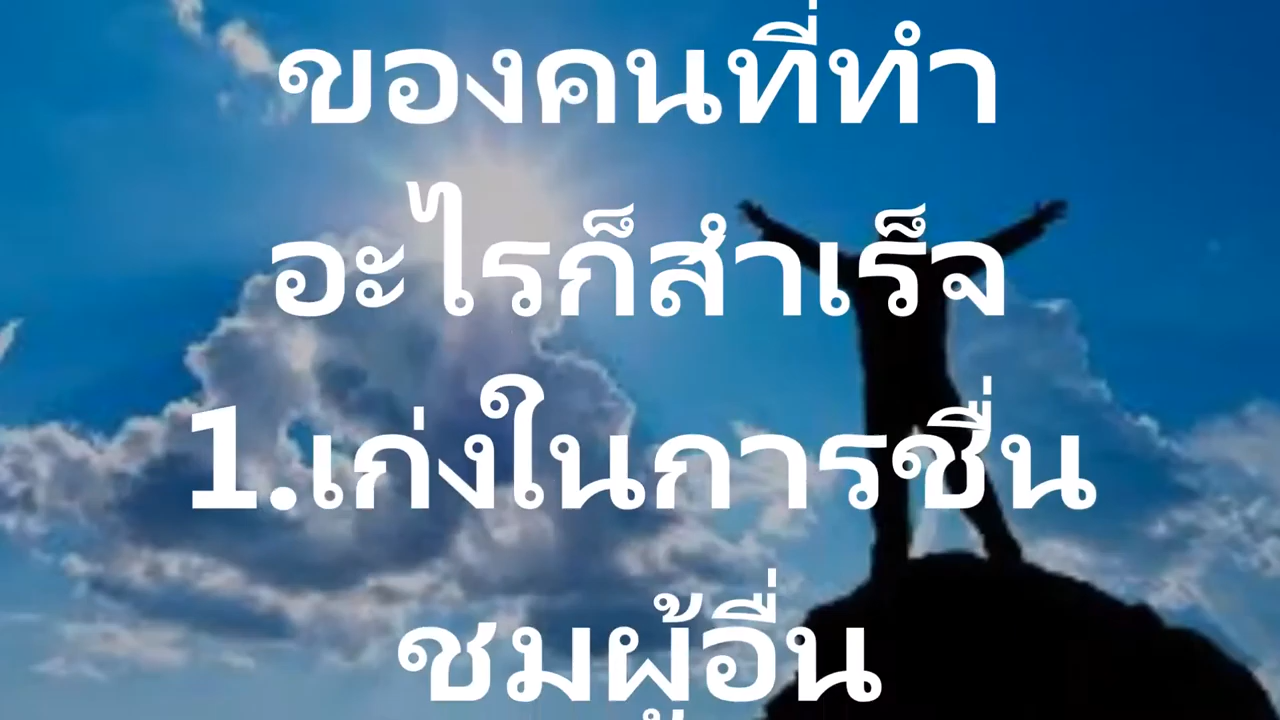 ของคนที่ทำ
อะไรก็สำเร็จ
1.เก่งในการชื่น
ชมผู้อื่น